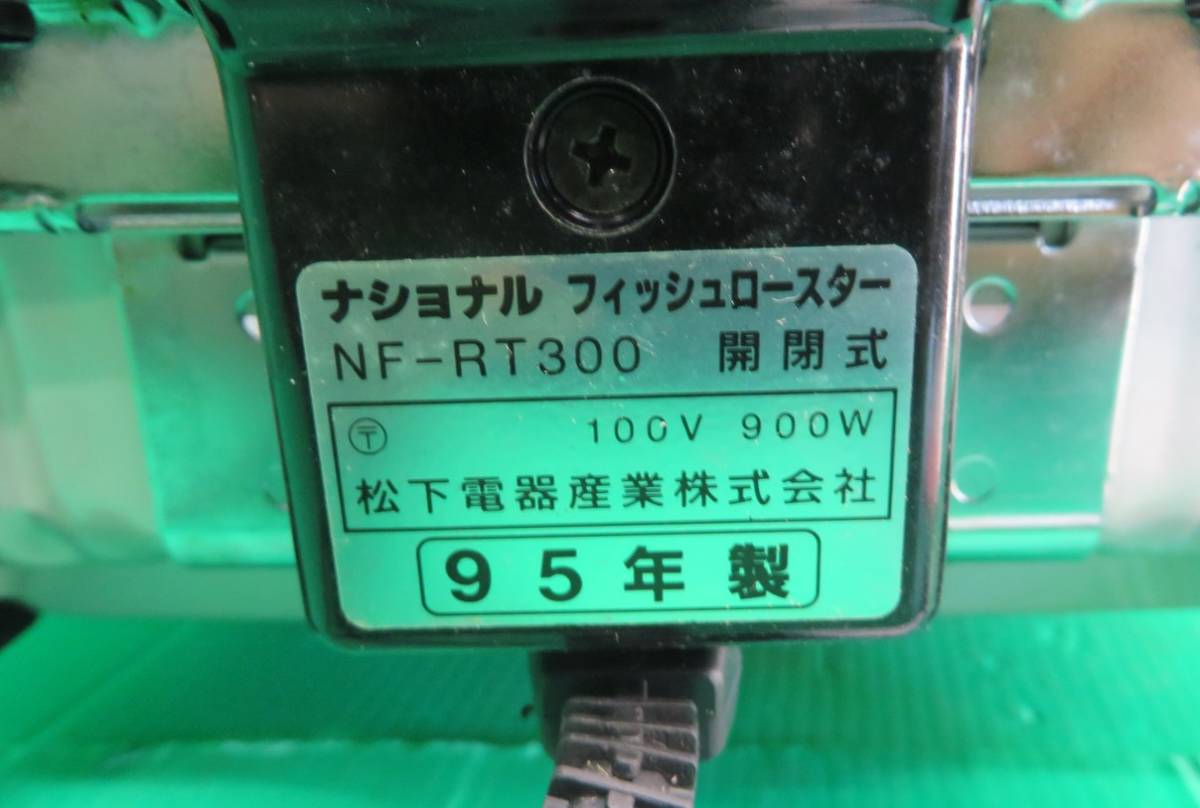 ナショナル フィッシュロースター
NF-RT300 開閉式
〶 100V 900W
松下電器産業株式会社
95年製